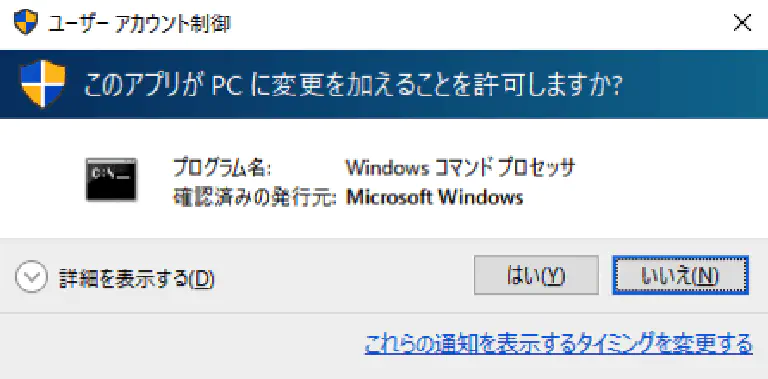 ユーザー アカウント制御
このアプリが PC に変更を加えることを許可しますか?
C:\_
プログラム名: Windows コマンド プロセッサ
確認済みの発行元: Microsoft Windows
詳細を表示する(D) はい(Y) いいえ(N)
これらの通知を表示するタイミングを変更する